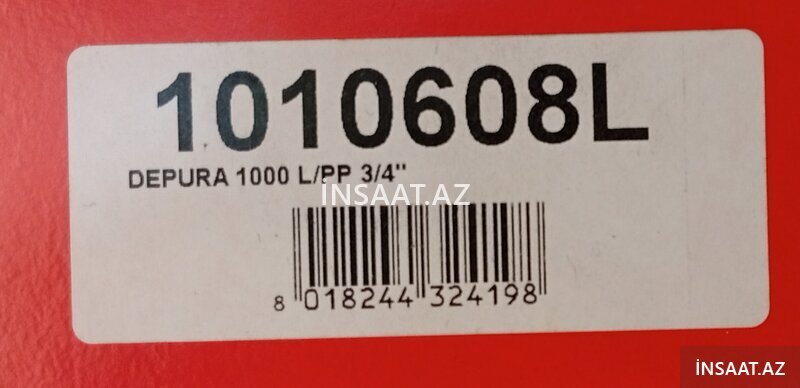 1010608L
DEPURA 1000 L/PP 3/4"
İNSAAT.AZ
8 018244 324198
İNSAAT.AZ